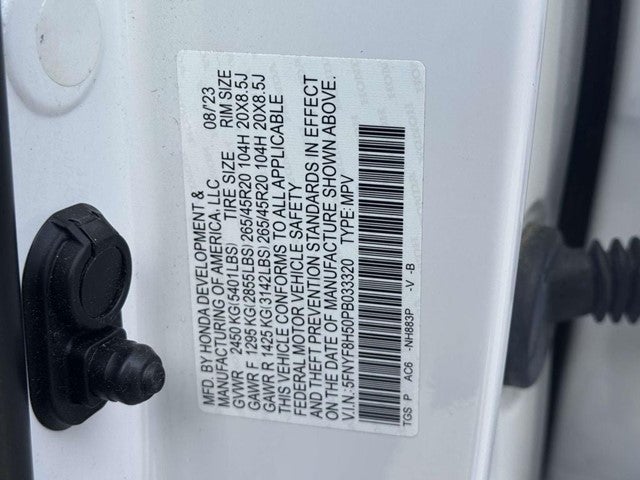 MFD. BY HONDA DEVELOPMENT & 08/'23
MANUFACTURING OF AMERICA, LLC
GVWR 2450 KG(5401LBS) TIRE SIZE RIM SIZE
GAWR F 1295 KG(2855LBS) 265/45R20 104H 20X8.5J
GAWR R 1425 KG(3142LBS) 265/45R20 104H 20X8.5J
THIS VEHICLE CONFORMS TO ALL APPLICABLE
FEDERAL MOTOR VEHICLE SAFETY
AND THEFT PREVENTION STANDARDS IN EFFECT
ON THE DATE OF MANUFACTURE SHOWN ABOVE.
V.I.N.: 5FNYF8H50PB033320 TYPE: MPV
TGS P AC6 -NH883P -V -B